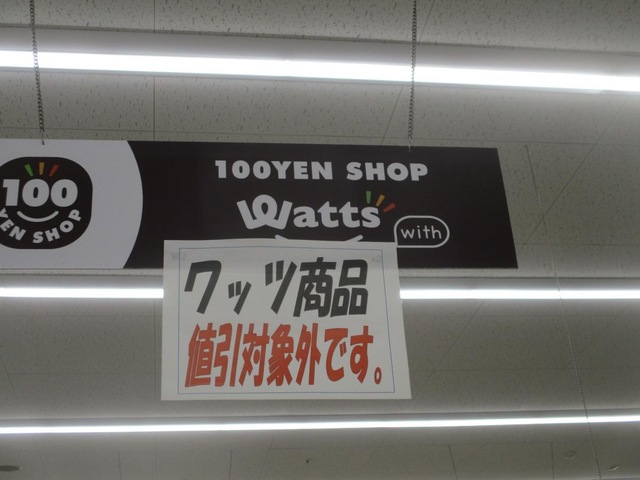 100
YEN SHOP
100YEN SHOP
Watts
with
ワッツ商品
値引対象外です。